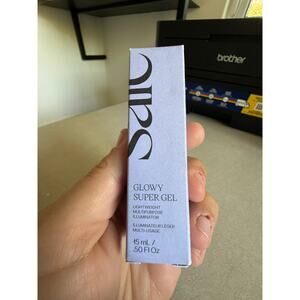 saie
GLOWY
SUPER GEL
LIGHTWEIGHT
MULTIPURPOSE
ILLUMINATOR
ILLUMINATEUR LÉGER
MULTI-USAGE
15 mL /
.50 Fl Oz
brother